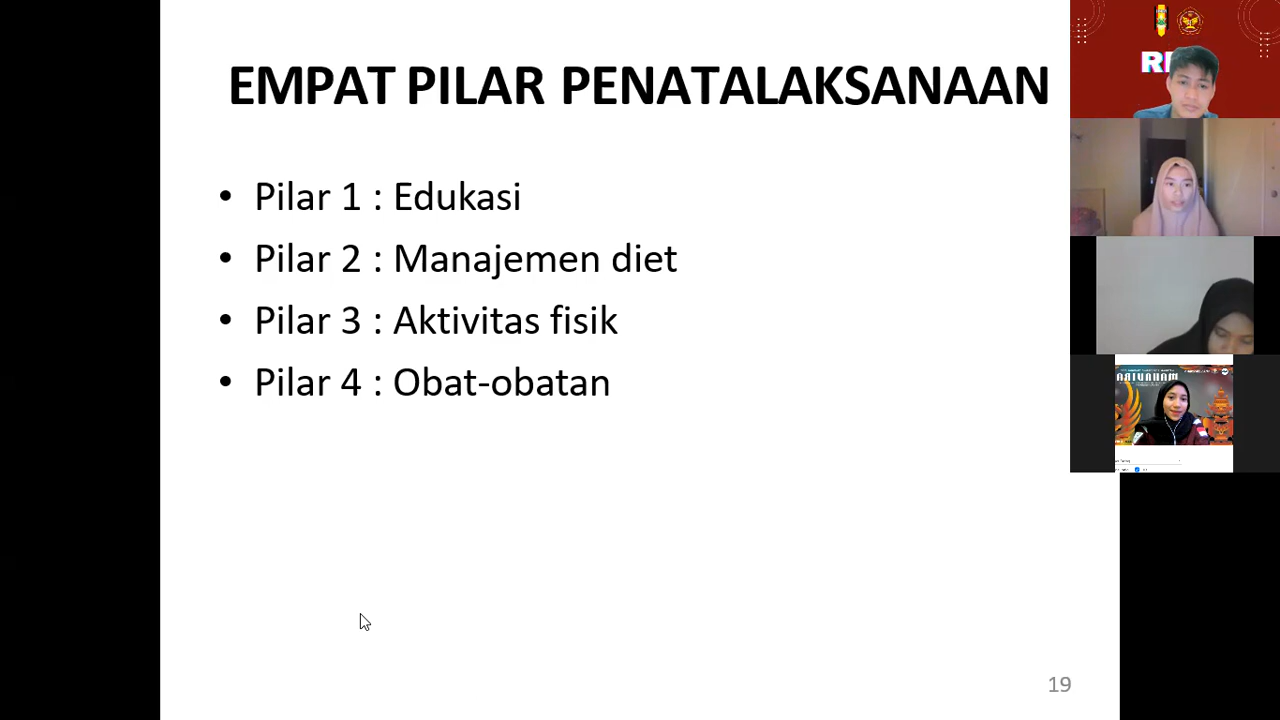 EMPAT PILAR PENATALAKSANAAN
• Pilar 1 : Edukasi
• Pilar 2 : Manajemen diet
• Pilar 3 : Aktivitas fisik
• Pilar 4 : Obat-obatan
19